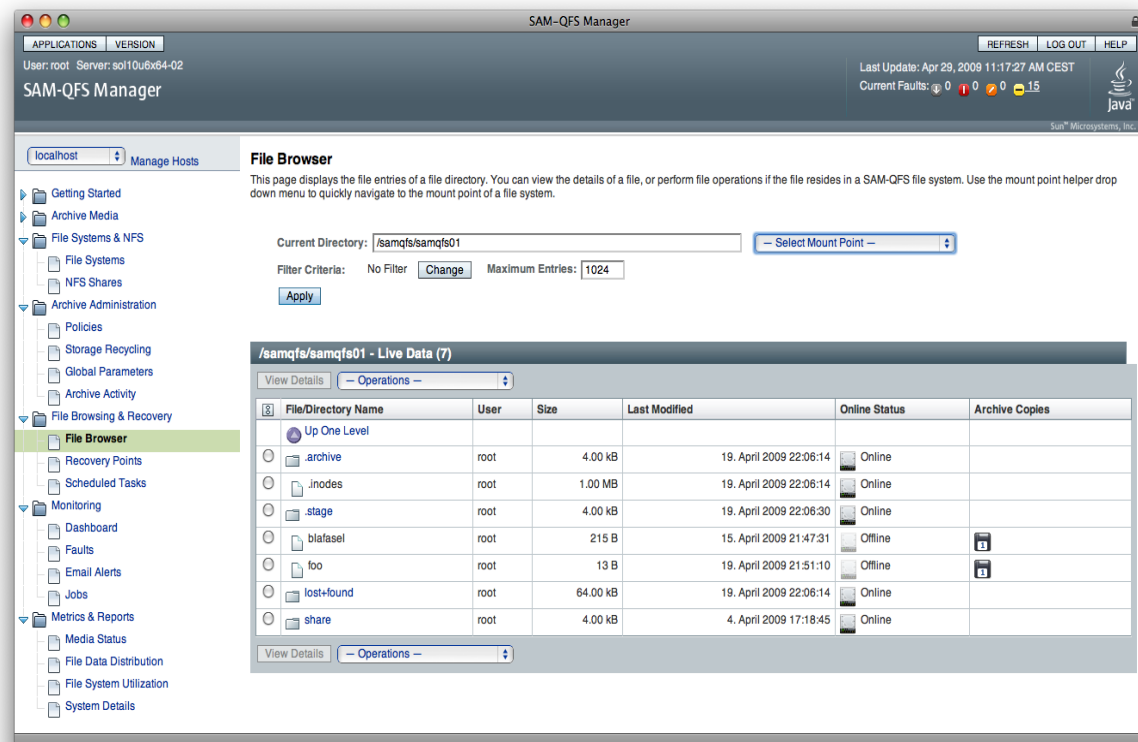 SAM-QFS Manager
APPLICATIONS VERSION REFRESH LOG OUT HELP
User: root Server: sol10u6x64-02 Last Update: Apr 29, 2009 11:17:27 AM CEST
SAM-QFS Manager Current Faults: 0 0 0 15
Java
Sun™ Microsystems, Inc.
localhost Manage Hosts
Getting Started
Archive Media
File Systems & NFS
File Systems
NFS Shares
Archive Administration
Policies
Storage Recycling
Global Parameters
Archive Activity
File Browsing & Recovery
File Browser
Recovery Points
Scheduled Tasks
Monitoring
Dashboard
Faults
Email Alerts
Jobs
Metrics & Reports
Media Status
File Data Distribution
File System Utilization
System Details
File Browser
This page displays the file entries of a file directory. You can view the details of a file, or perform file operations if the file resides in a SAM-QFS file system. Use the mount point helper drop
down menu to quickly navigate to the mount point of a file system.
Current Directory: /samqfs/samqfs01 — Select Mount Point —
Filter Criteria: No Filter Change Maximum Entries: 1024
Apply
/samqfs/samqfs01 - Live Data (7)
View Details — Operations —
File/Directory Name User Size Last Modified Online Status Archive Copies
Up One Level
.archive root 4.00 kB 19. April 2009 22:06:14 Online
.inodes root 1.00 MB 19. April 2009 22:06:14 Online
.stage root 4.00 kB 19. April 2009 22:06:30 Online
blafasel root 215 B 15. April 2009 21:47:31 Offline 1
foo root 13 B 19. April 2009 21:51:10 Offline 1
lost+found root 64.00 kB 19. April 2009 22:06:14 Online
share root 4.00 kB 4. April 2009 17:18:45 Online
View Details — Operations —